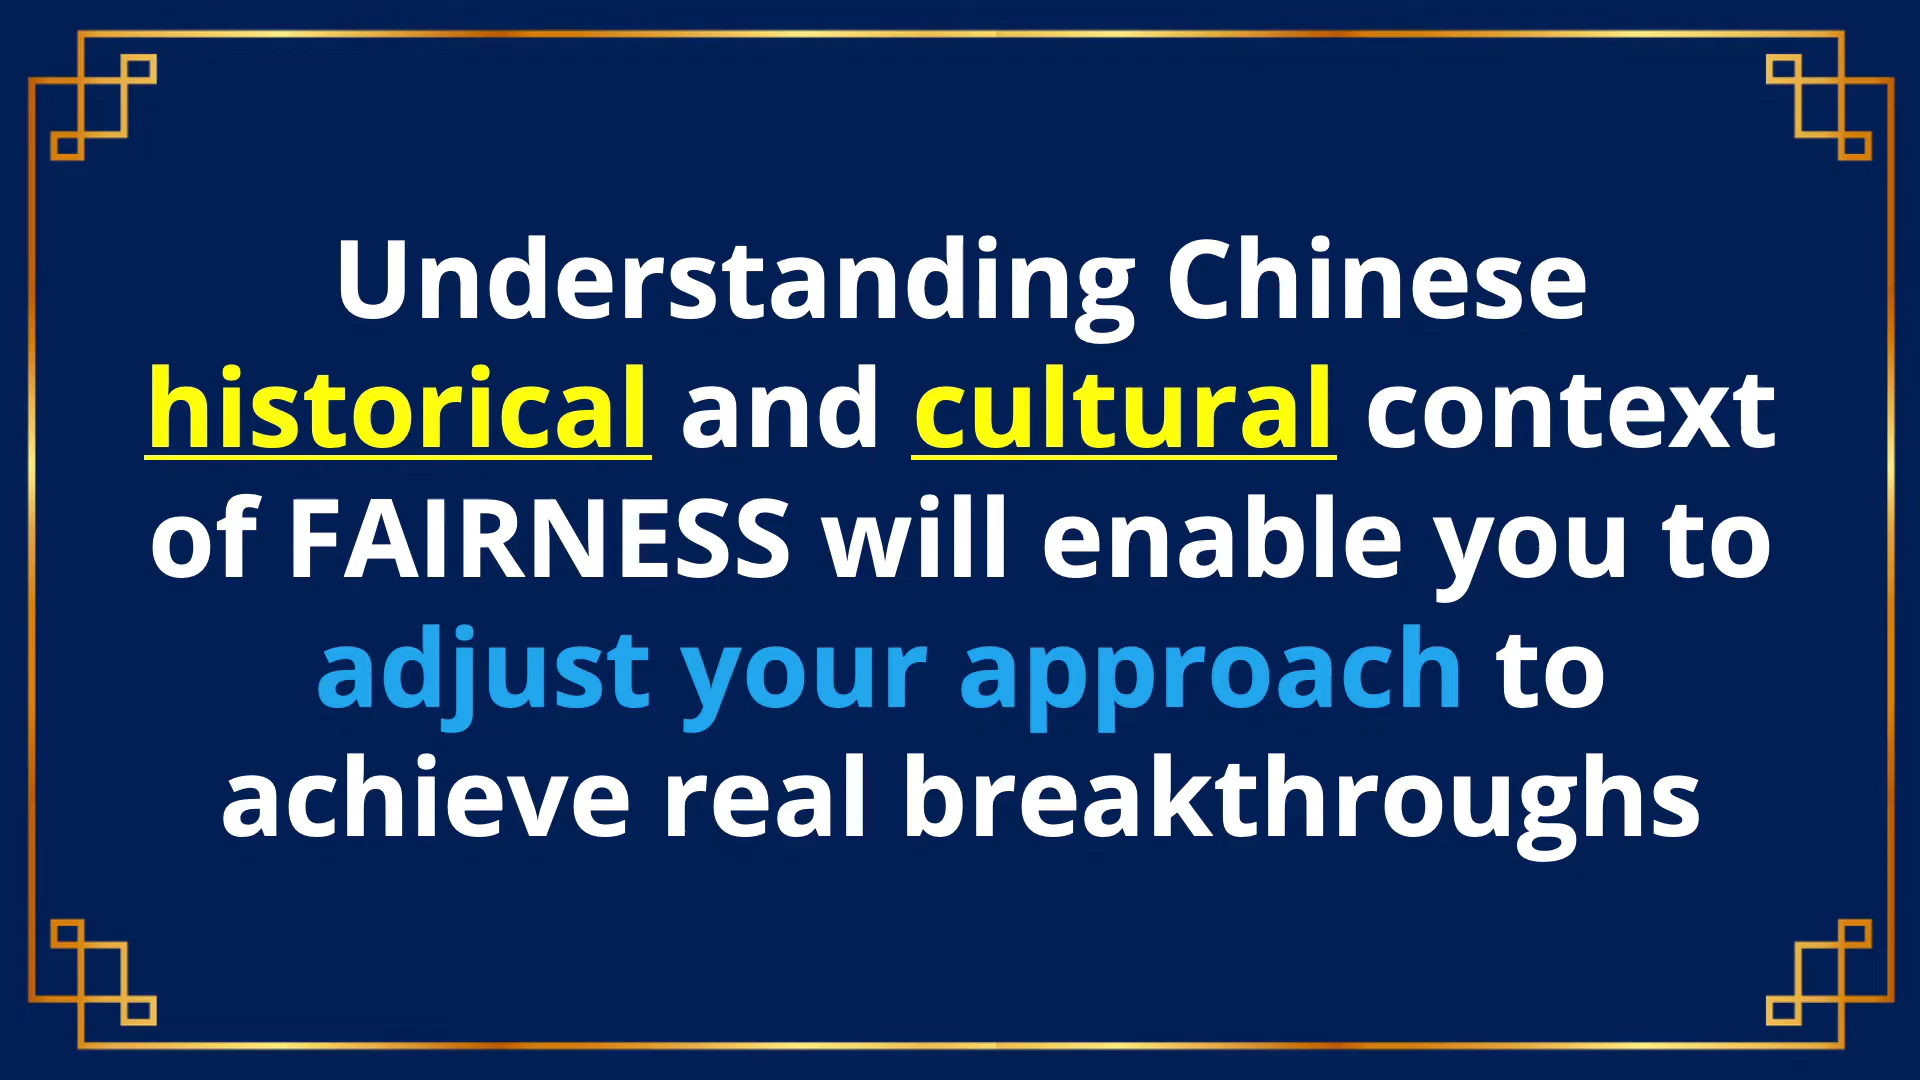 Understanding Chinese
historical and cultural context
of FAIRNESS will enable you to
adjust your approach to
achieve real breakthroughs